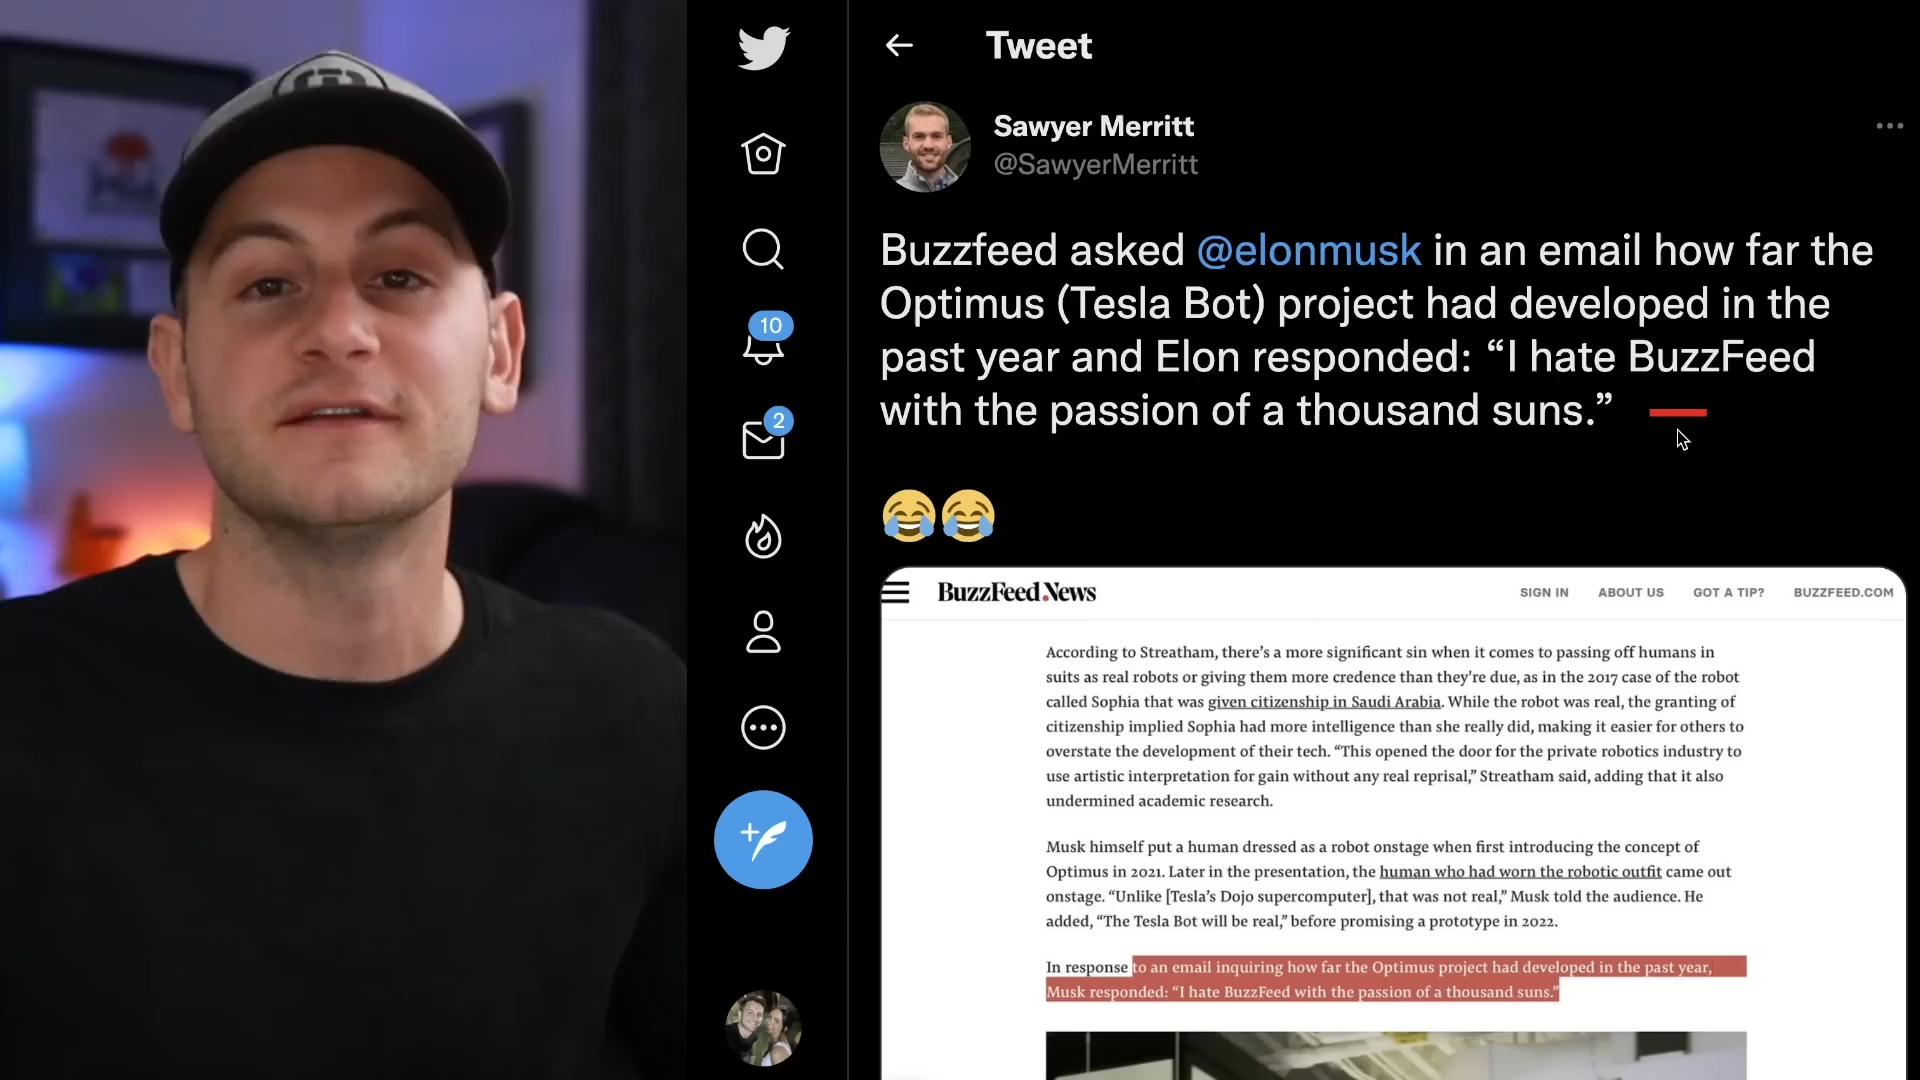 Tweet
Sawyer Merritt
@SawyerMerritt
Buzzfeed asked @elonmusk in an email how far the
Optimus (Tesla Bot) project had developed in the
past year and Elon responded: “I hate BuzzFeed
with the passion of a thousand suns.”
10
2
BuzzFeed.News
SIGN IN
ABOUT US
GOT A TIP?
BUZZFEED.COM
According to Streatham, there’s a more significant sin when it comes to passing off humans in
suits as real robots or giving them more credence than they're due, as in the 2017 case of the robot
called Sophia that was given citizenship in Saudi Arabia. While the robot was real, the granting of
citizenship implied Sophia had more intelligence than she really did, making it easier for others to
overstate the development of their tech. “This opened the door for the private robotics industry to
use artistic interpretation for gain without any real reprisal,” Streatham said, adding that it also
undermined academic research.
Musk himself put a human dressed as a robot onstage when first introducing the concept of
Optimus in 2021. Later in the presentation, the human who had worn the robotic outfit came out
onstage. “Unlike [Tesla’s Dojo supercomputer], that was not real,” Musk told the audience. He
added, “The Tesla Bot will be real,” before promising a prototype in 2022.
In response to an email inquiring how far the Optimus project had developed in the past year,
Musk responded: “I hate BuzzFeed with the passion of a thousand suns.”